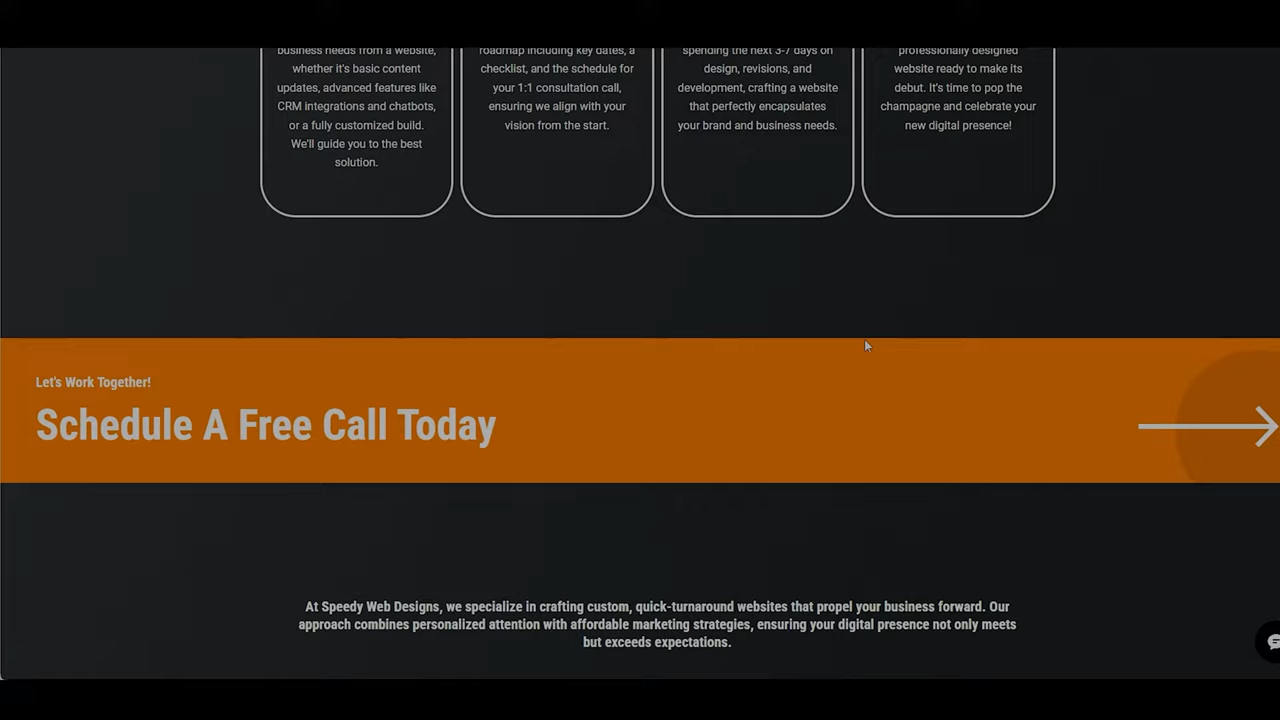 business needs from a website,
whether it's basic content
updates, advanced features like
CRM integrations and chatbots,
or a fully customized build.
We'll guide you to the best
solution.
roadmap including key dates, a
checklist, and the schedule for
your 1:1 consultation call,
ensuring we align with your
vision from the start.
spending the next 3-7 days on
design, revisions, and
development, crafting a website
that perfectly encapsulates
your brand and business needs.
professionally designed
website ready to make its
debut. It's time to pop the
champagne and celebrate your
new digital presence!
Let's Work Together!
Schedule A Free Call Today
At Speedy Web Designs, we specialize in crafting custom, quick-turnaround websites that propel your business forward. Our
approach combines personalized attention with affordable marketing strategies, ensuring your digital presence not only meets
but exceeds expectations.